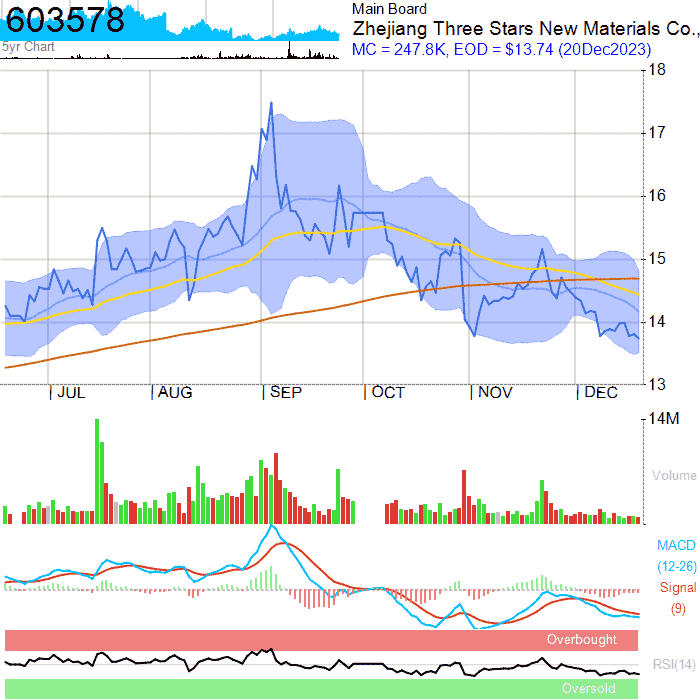 603578
5yr Chart
Main Board
Zhejiang Three Stars New Materials Co.,
MC = 247.8K, EOD = $13.74 (20Dec2023)
18
17
16
15
14
13
JUL
AUG
SEP
OCT
NOV
DEC
14M
Volume
MACD
(12-26)
Signal
(9)
Overbought
RSI(14)
Oversold